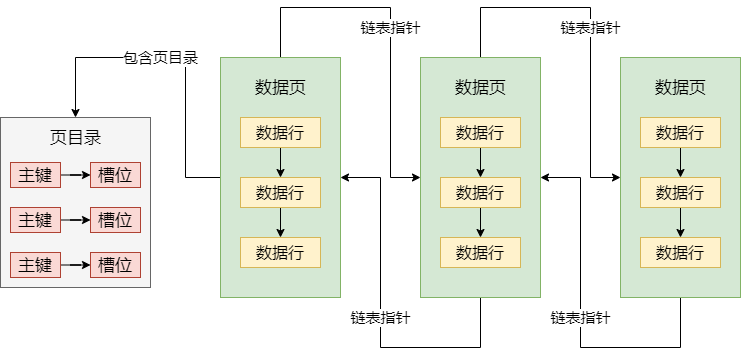 链表指针
链表指针
包含页目录
数据页
数据页
数据页
页目录
数据行
数据行
数据行
主键
槽位
数据行
数据行
数据行
主键
槽位
数据行
数据行
数据行
主键
槽位
链表指针
链表指针